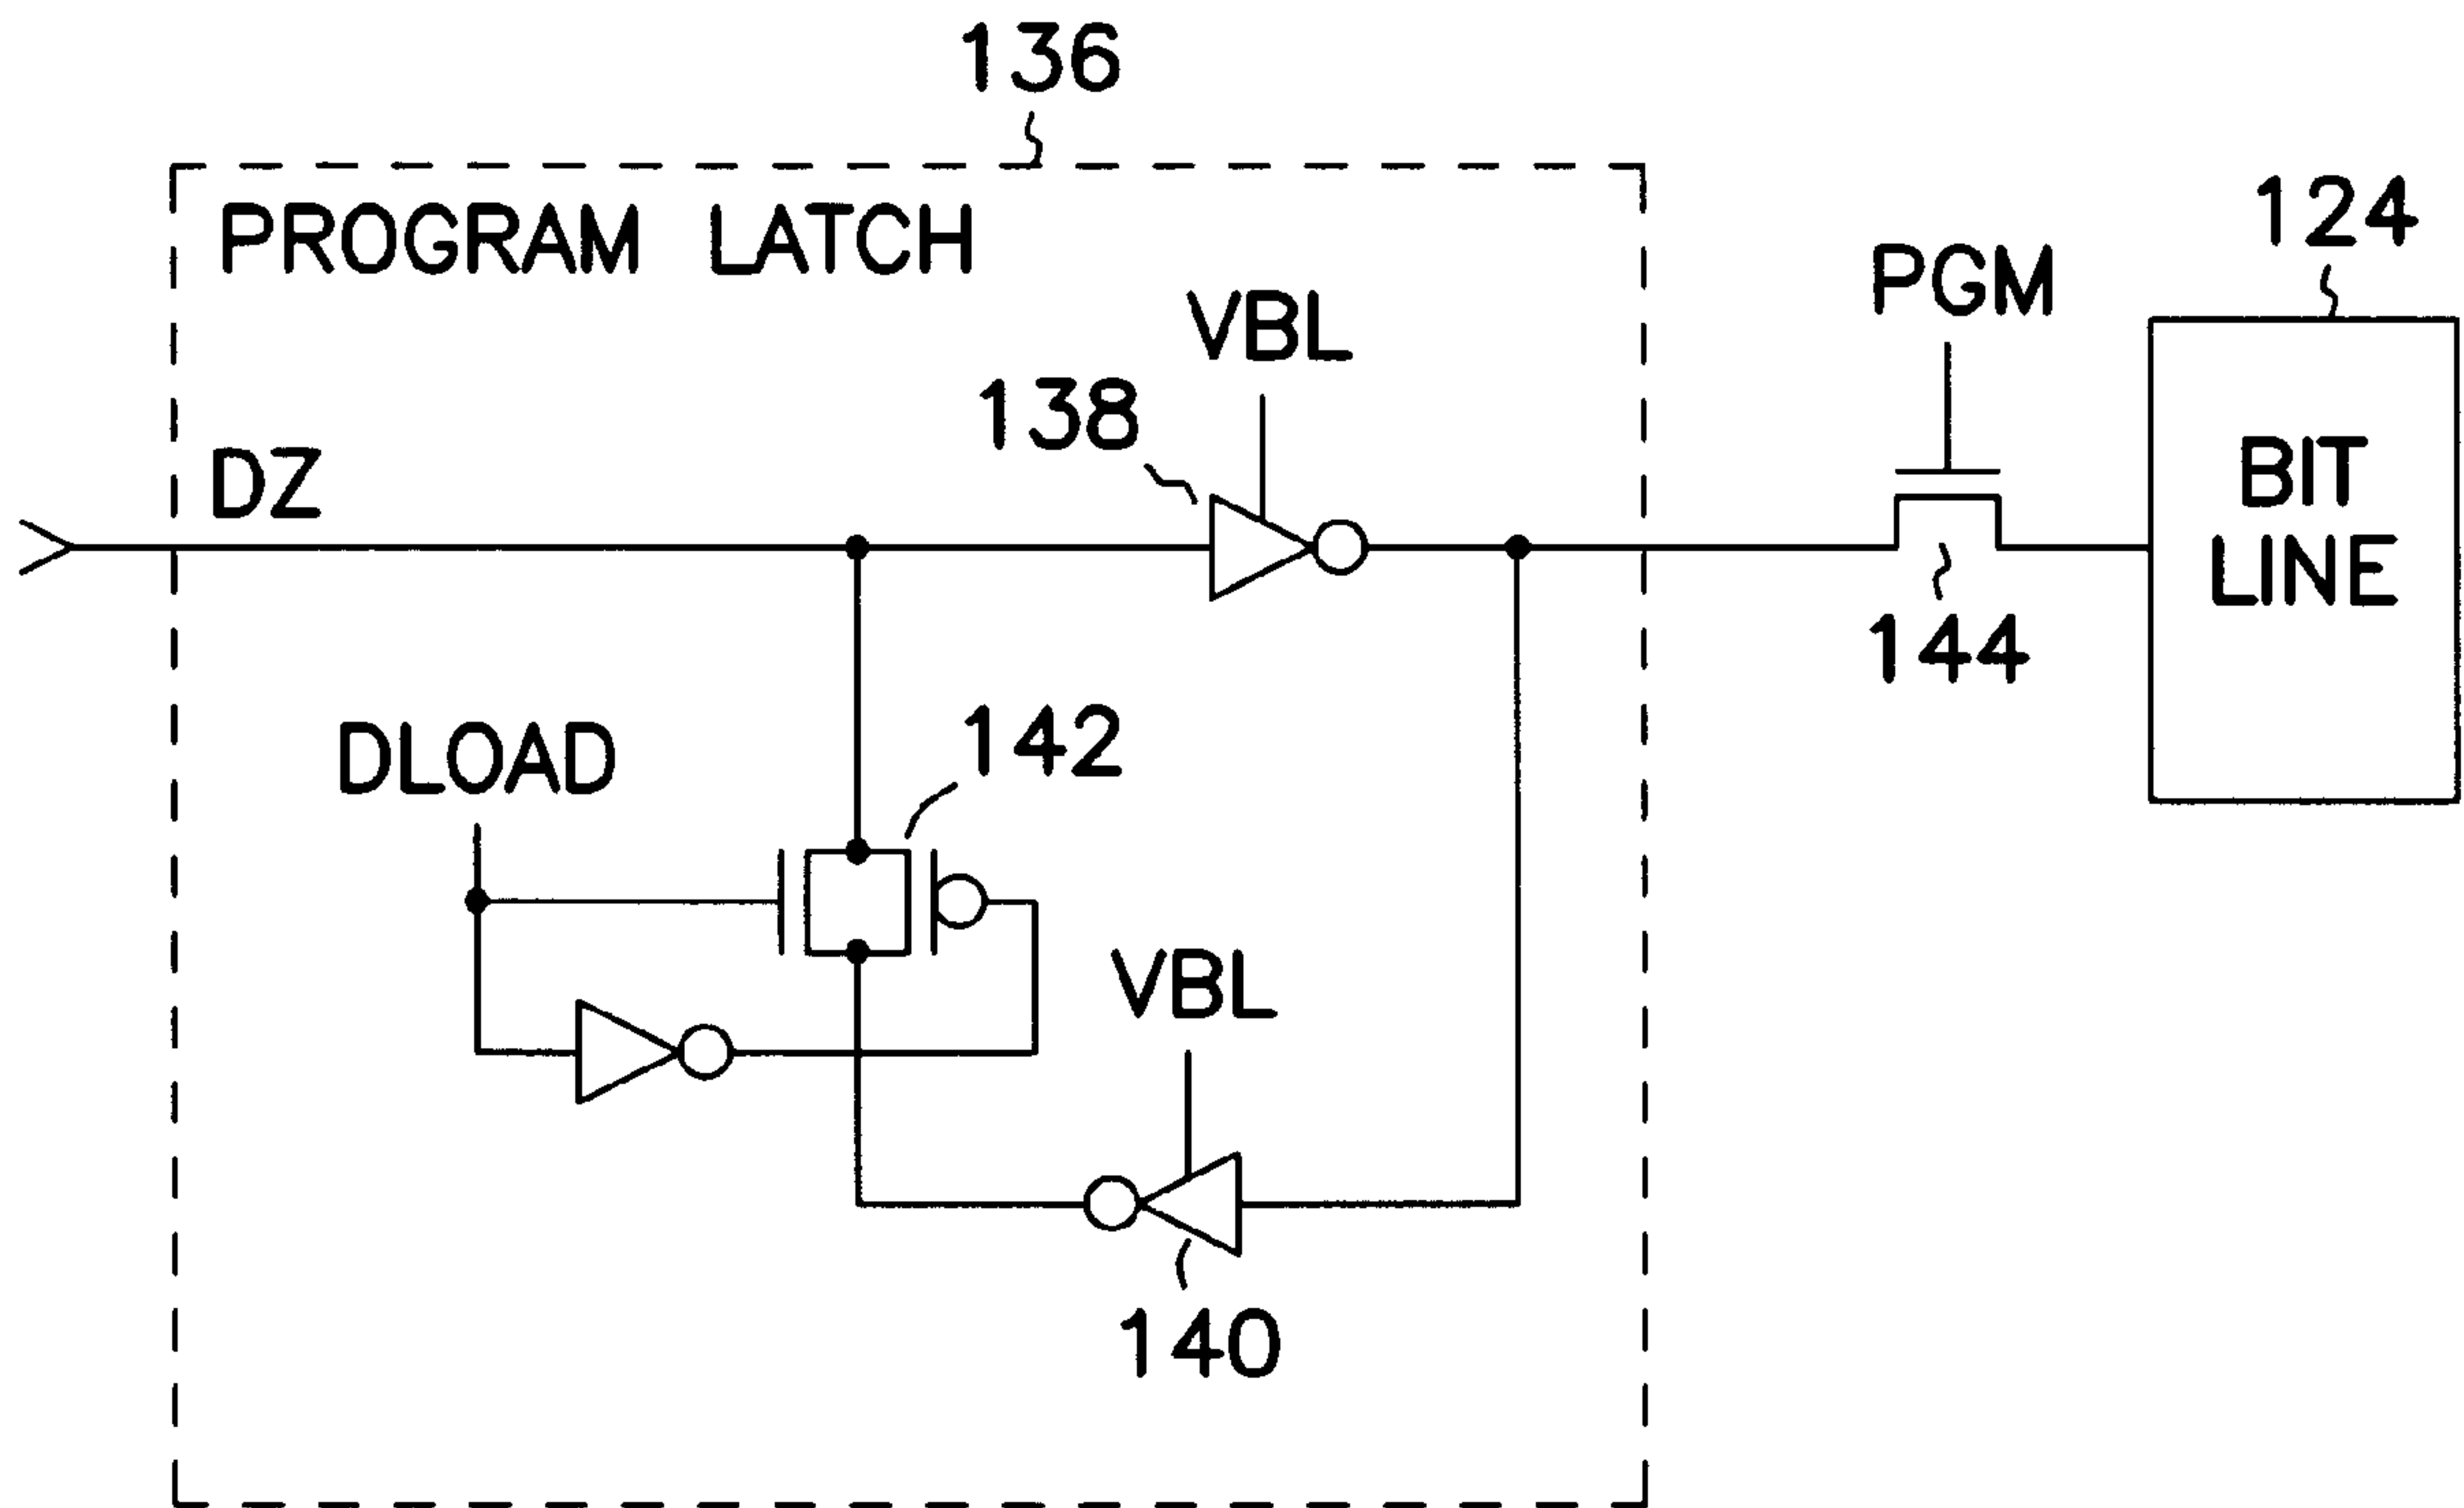 136
PROGRAM LATCH
124
PGM
VBL
138
DZ
BIT
LINE
144
DLOAD
142
VBL
140